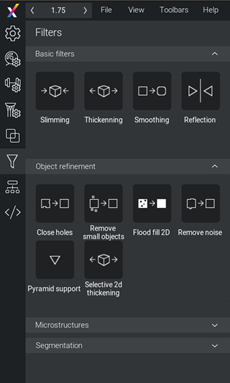 1.75 File View Toolbars Help
Filters
Basic filters
Slimming Thickenning Smoothing Reflection
Object refinement
Close holes Remove small objects Flood fill 2D Remove noise
Pyramid support Selective 2d thickening
Microstructures
Segmentation